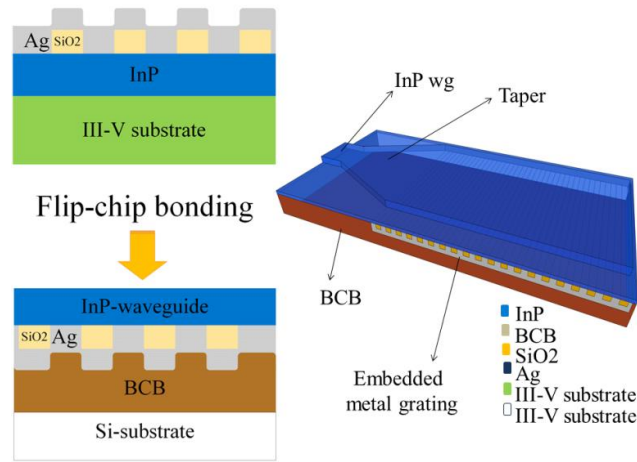 Ag SiO2
InP
III-V substrate
Flip-chip bonding
InP-waveguide
SiO2 Ag
BCB
Si-substrate
InP wg
Taper
BCB
Embedded
metal grating
InP
BCB
SiO2
Ag
III-V substrate
III-V substrate